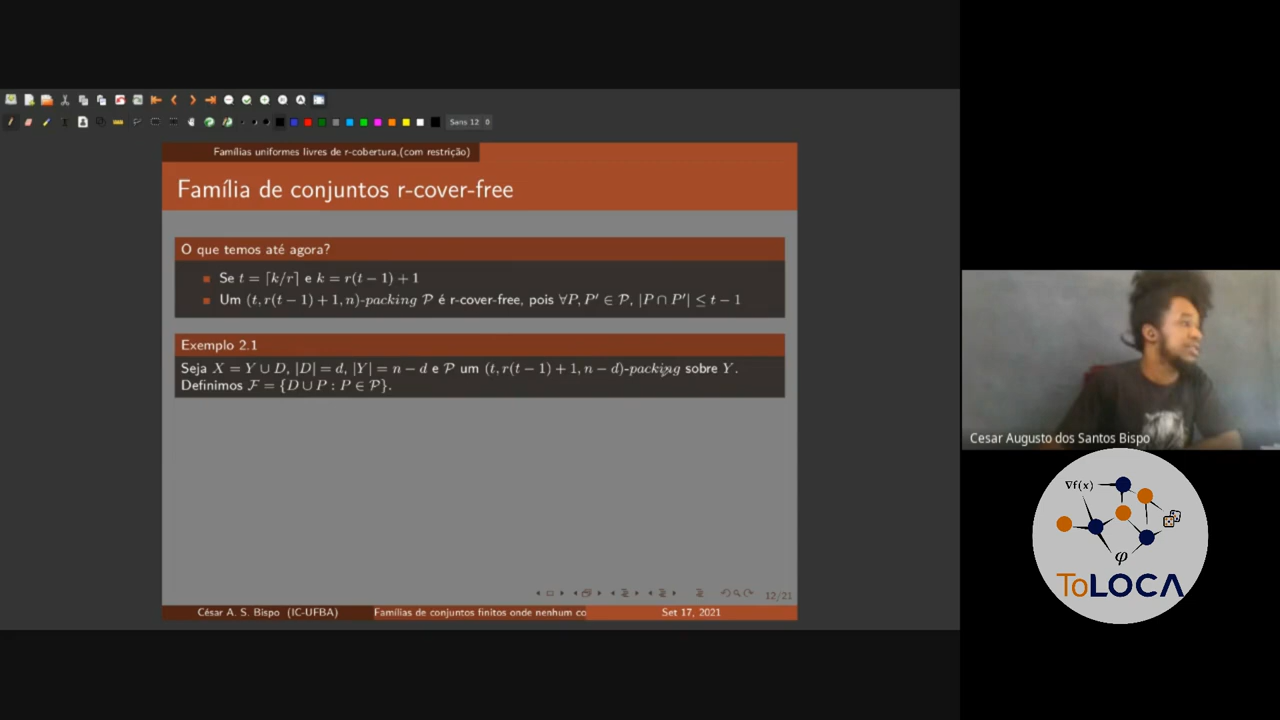 Sans 12
Famílias uniformes livres de r-cobertura,(com restrição)
Família de conjuntos r-cover-free
O que temos até agora?
Se t = ⌈k/r⌉ e k = r(t − 1) + 1
Um (t, r(t − 1) + 1, n)-packing 𝒫 é r-cover-free, pois ∀P, P′ ∈ 𝒫, |P ∩ P′| ≤ t − 1
Exemplo 2.1
Seja X = Y ∪ D, |D| = d, |Y| = n − d e 𝒫 um (t, r(t − 1) + 1, n − d)-packing sobre Y.
Definimos ℱ = {D ∪ P : P ∈ 𝒫}.
12/21
César A. S. Bispo (IC-UFBA) Famílias de conjuntos finitos onde nenhum co Set 17, 2021
Cesar Augusto dos Santos Bispo
∇f(x)
φ
ToLOCA